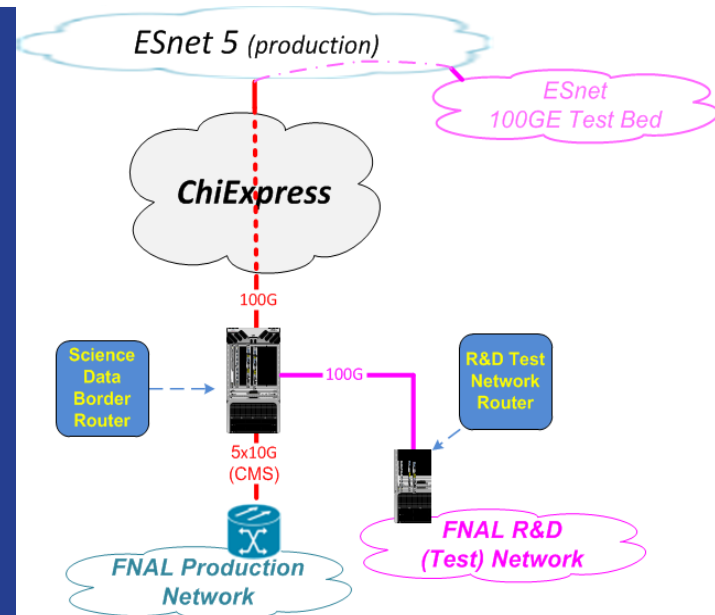 ESnet 5 (production)
ESnet
100GE Test Bed
ChiExpress
100G
Science
Data
Border
Router
100G
R&D Test
Network
Router
5x10G
(CMS)
FNAL Production
Network
FNAL R&D
(Test) Network